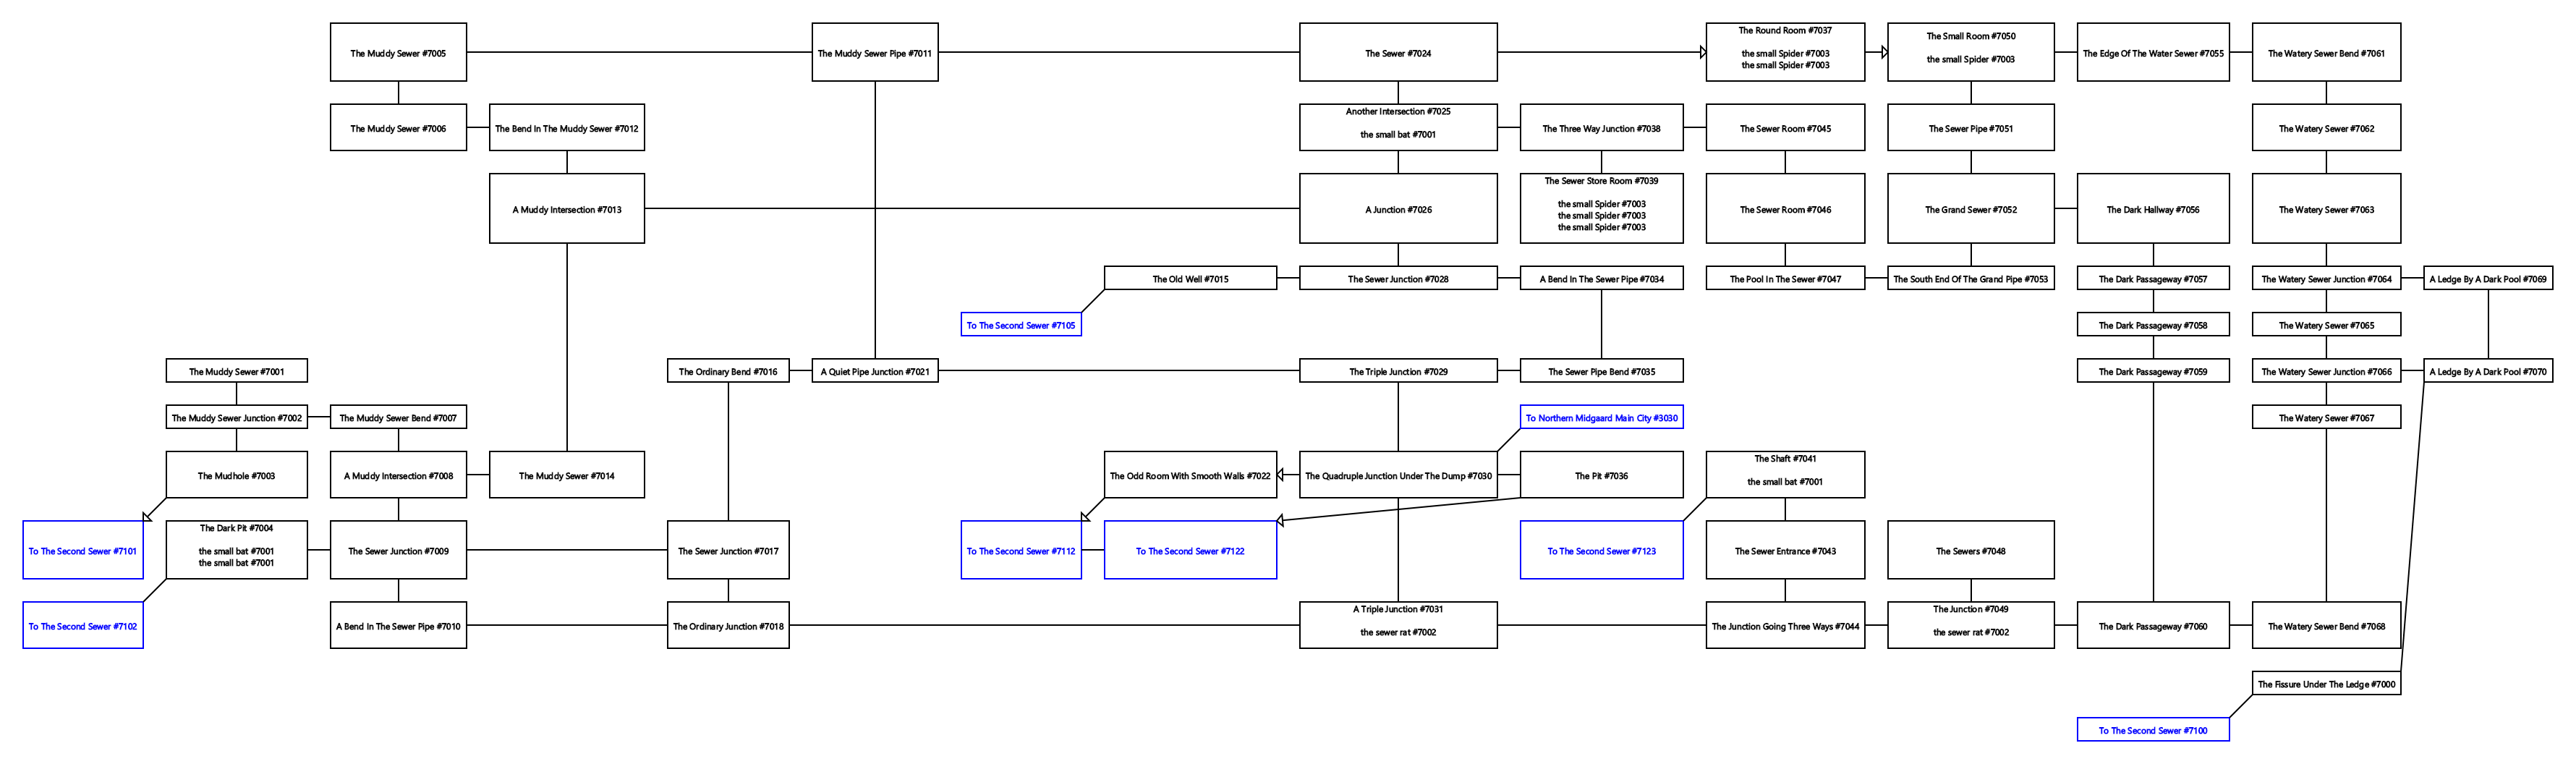 The Muddy Sewer #7005
The Muddy Sewer Pipe #7011
The Sewer #7024
The Round Room #7037
the small Spider #7003
the small Spider #7003
The Small Room #7050
the small Spider #7003
The Edge Of The Water Sewer #7055
The Watery Sewer Bend #7061
The Muddy Sewer #7006
The Bend In The Muddy Sewer #7012
Another Intersection #7025
the small bat #7001
The Three Way Junction #7038
The Sewer Room #7045
The Sewer Pipe #7051
The Watery Sewer #7062
A Muddy Intersection #7013
A Junction #7026
The Sewer Store Room #7039
the small Spider #7003
the small Spider #7003
the small Spider #7003
The Sewer Room #7046
The Grand Sewer #7052
The Dark Hallway #7056
The Watery Sewer #7063
The Old Well #7015
The Sewer Junction #7028
A Bend In The Sewer Pipe #7034
The Pool In The Sewer #7047
The South End Of The Grand Pipe #7053
The Dark Passageway #7057
The Watery Sewer Junction #7064
A Ledge By A Dark Pool #7069
To The Second Sewer #7105
The Dark Passageway #7058
The Watery Sewer #7065
The Muddy Sewer #7001
The Ordinary Bend #7016
A Quiet Pipe Junction #7021
The Triple Junction #7029
The Sewer Pipe Bend #7035
The Dark Passageway #7059
The Watery Sewer Junction #7066
A Ledge By A Dark Pool #7070
The Muddy Sewer Junction #7002
The Muddy Sewer Bend #7007
To Northern Midgaard Main City #3030
The Watery Sewer #7067
The Mudhole #7003
A Muddy Intersection #7008
The Muddy Sewer #7014
The Odd Room With Smooth Walls #7022
The Quadruple Junction Under The Dump #7030
The Pit #7036
The Shaft #7041
the small bat #7001
To The Second Sewer #7101
The Dark Pit #7004
the small bat #7001
the small bat #7001
The Sewer Junction #7009
The Sewer Junction #7017
To The Second Sewer #7112
To The Second Sewer #7122
To The Second Sewer #7123
The Sewer Entrance #7043
The Sewers #7048
To The Second Sewer #7102
A Bend In The Sewer Pipe #7010
The Ordinary Junction #7018
A Triple Junction #7031
the sewer rat #7002
The Junction Going Three Ways #7044
The Junction #7049
the sewer rat #7002
The Dark Passageway #7060
The Watery Sewer Bend #7068
The Fissure Under The Ledge #7000
To The Second Sewer #7100